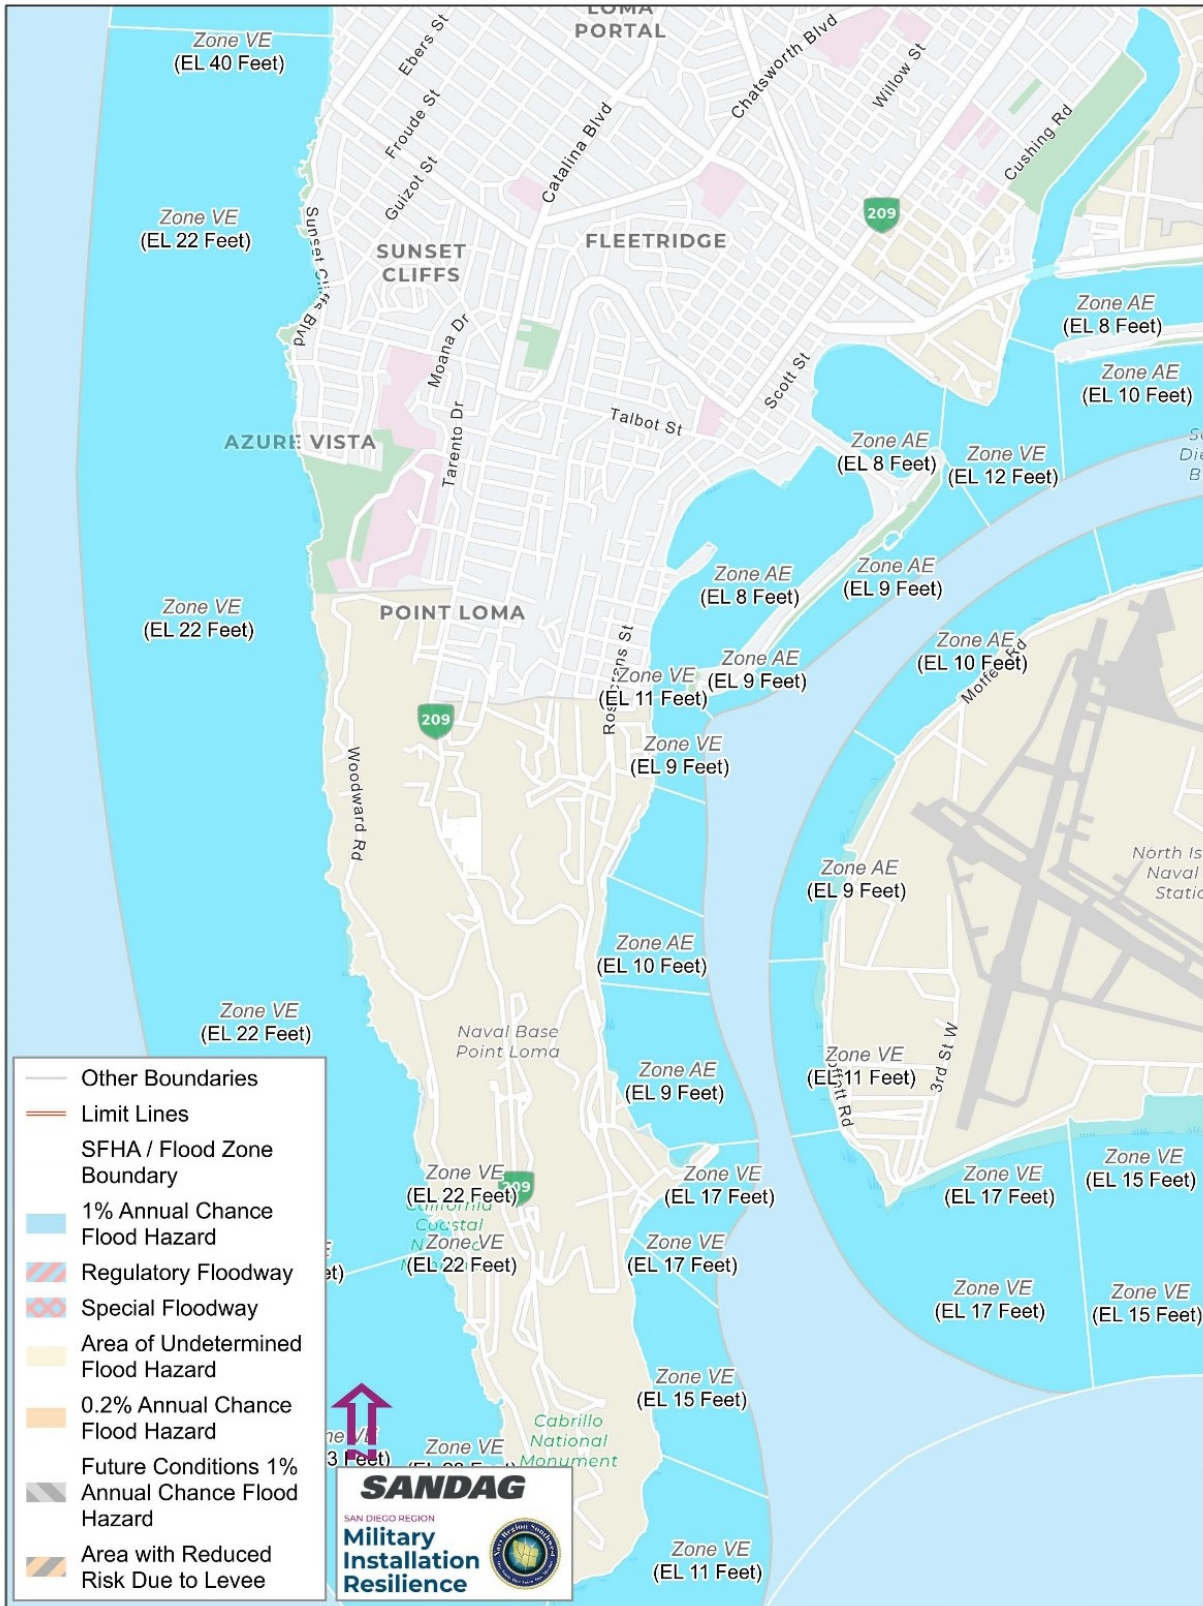 LOMA
PORTAL
Zone VE
(EL 40 Feet)
Ebers St
Chatsworth Blvd
Willow St
Froude St
Catalina Blvd
Cushing Rd
Guizot St
Zone VE
(EL 22 Feet)
209
SUNSET
CLIFFS
FLEETRIDGE
Sunset Cliffs Blvd
Zone AE
(EL 8 Feet)
Moana Dr
Scott St
Zone AE
(EL 10 Feet)
Talbot St
AZURE VISTA
Tarento Dr
Zone AE
(EL 8 Feet)
Zone VE
(EL 12 Feet)
Zone AE
(EL 8 Feet)
Zone AE
(EL 9 Feet)
Zone VE
(EL 22 Feet)
POINT LOMA
Zone AE
(EL 10 Feet)
Zone VE
(EL 11 Feet)
Zone AE
(EL 9 Feet)
209
Zone VE
(EL 9 Feet)
Woodward Rd
North Is
Naval
Static
Zone AE
(EL 9 Feet)
Zone AE
(EL 10 Feet)
Zone VE
(EL 22 Feet)
Naval Base
Point Loma
Zone AE
(EL 9 Feet)
Zone VE
(EL 11 Feet)
3rd St W
Zone VE
(EL 22 Feet)
209
California
Coastal
Zone VE
(EL 22 Feet)
Zone VE
(EL 17 Feet)
Zone VE
(EL 17 Feet)
Zone VE
(EL 17 Feet)
Zone VE
(EL 15 Feet)
Zone VE
(EL 17 Feet)
Zone VE
(EL 15 Feet)
Zone VE
(EL 15 Feet)
Cabrillo
National
Monument
3 Feet)
Zone VE
Zone VE
(EL 11 Feet)
Other Boundaries
Limit Lines
SFHA / Flood Zone
Boundary
1% Annual Chance
Flood Hazard
Regulatory Floodway
Special Floodway
Area of Undetermined
Flood Hazard
0.2% Annual Chance
Flood Hazard
Future Conditions 1%
Annual Chance Flood
Hazard
Area with Reduced
Risk Due to Levee
SANDAG
SAN DIEGO REGION
Military
Installation
Resilience
Navy Region Southwest